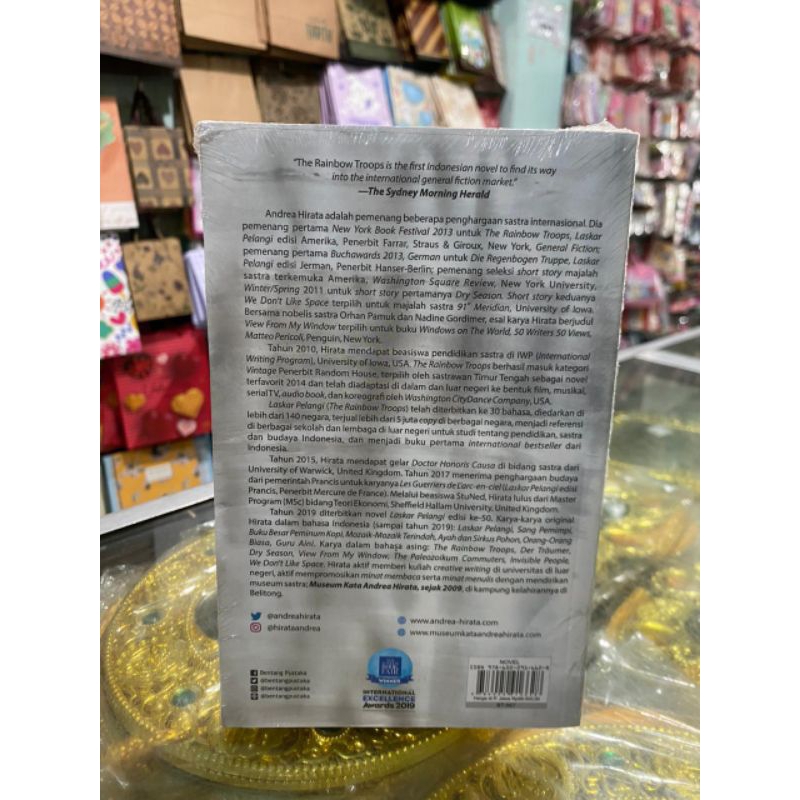 "The Rainbow Troops is the first Indonesian novel to find its way
into the international general fiction market."
—The Sydney Morning Herald
Andrea Hirata adalah pemenang beberapa penghargaan sastra internasional. Dia
pemenang pertama New York Book Festival 2013 untuk The Rainbow Troops, Laskar
Pelangi edisi Amerika, Penerbit Farrar, Straus & Giroux, New York, General Fiction;
pemenang pertama Buchawards 2013, German untuk Die Regenbogen Truppe, Laskar
Pelangi edisi Jerman, Penerbit Hanser-Berlin; pemenang seleksi short story majalah
sastra terkemuka Amerika, Washington Square Review, New York University,
Winter/Spring 2011 untuk short story pertamanya Dry Season. Short story keduanya
We Don't Like Space terpilih untuk majalah sastra 91st Meridian, University of Iowa.
Bersama nobelis sastra Orhan Pamuk dan Nadine Gordimer, esai karya Hirata berjudul
View From My Window terpilih untuk buku Windows on The World, 50 Writers 50 Views,
Matteo Pericoli, Penguin, New York.
Tahun 2010, Hirata mendapat beasiswa pendidikan sastra di IWP (International
Writing Program), University of Iowa, USA. The Rainbow Troops berhasil masuk kategori
Vintage Penerbit Random House, terpilih oleh sastrawan Timur Tengah sebagai novel
terfavorit 2014 dan telah diadaptasi di dalam dan luar negeri ke bentuk film, musikal,
serial TV, audio book, dan koreografi oleh Washington CityDance Company, USA.
Laskar Pelangi (The Rainbow Troops) telah diterbitkan ke 30 bahasa, diedarkan di
lebih dari 140 negara, terjual lebih dari 5 juta copy di berbagai negara, menjadi referensi
di berbagai sekolah dan lembaga di luar negeri untuk studi tentang pendidikan, sastra
dan budaya Indonesia, dan menjadi buku pertama international bestseller dari
Indonesia.
Tahun 2015, Hirata mendapat gelar Doctor Honoris Causa di bidang sastra dari
University of Warwick, United Kingdom. Tahun 2017 menerima penghargaan budaya
dari pemerintah Prancis untuk karyanya Les Guerriers de L'arc-en-ciel (Laskar Pelangi edisi
Prancis, Penerbit Mercure de France). Melalui beasiswa StuNed, Hirata lulus dari Master
Program (MSc) bidang Teori Ekonomi, Sheffield Hallam University, United Kingdom.
Tahun 2019 diterbitkan novel Laskar Pelangi edisi ke-50. Karya-karya original
Hirata dalam bahasa Indonesia (sampai tahun 2019): Laskar Pelangi, Sang Pemimpi,
Buku Besar Peminum Kopi, Mozaik-Mozaik Terindah, Ayah dan Sirkus Pohon, Orang-Orang
Biasa, Guru Aini. Karya dalam bahasa asing: The Rainbow Troops, Der Träumer,
Dry Season, View From My Window, The Paleozoikum Commuters, Invisible People,
We Don't Like Space. Hirata aktif memberi kuliah creative writing di universitas di luar
negeri, aktif mempromosikan minat membaca serta minat menulis dengan mendirikan
museum sastra: Museum Kata Andrea Hirata, sejak 2009, di kampung kelahirannya di
Belitong.
@andreahirata
@hirataandrea
www.andrea-hirata.com
www.museumkataandreahirata.com
Bentang Pustaka
@bentangpustaka
@bentangpustaka
@bentangpustaka
WINNER
INTERNATIONAL
EXCELLENCE
Awards 2019
NOVEL